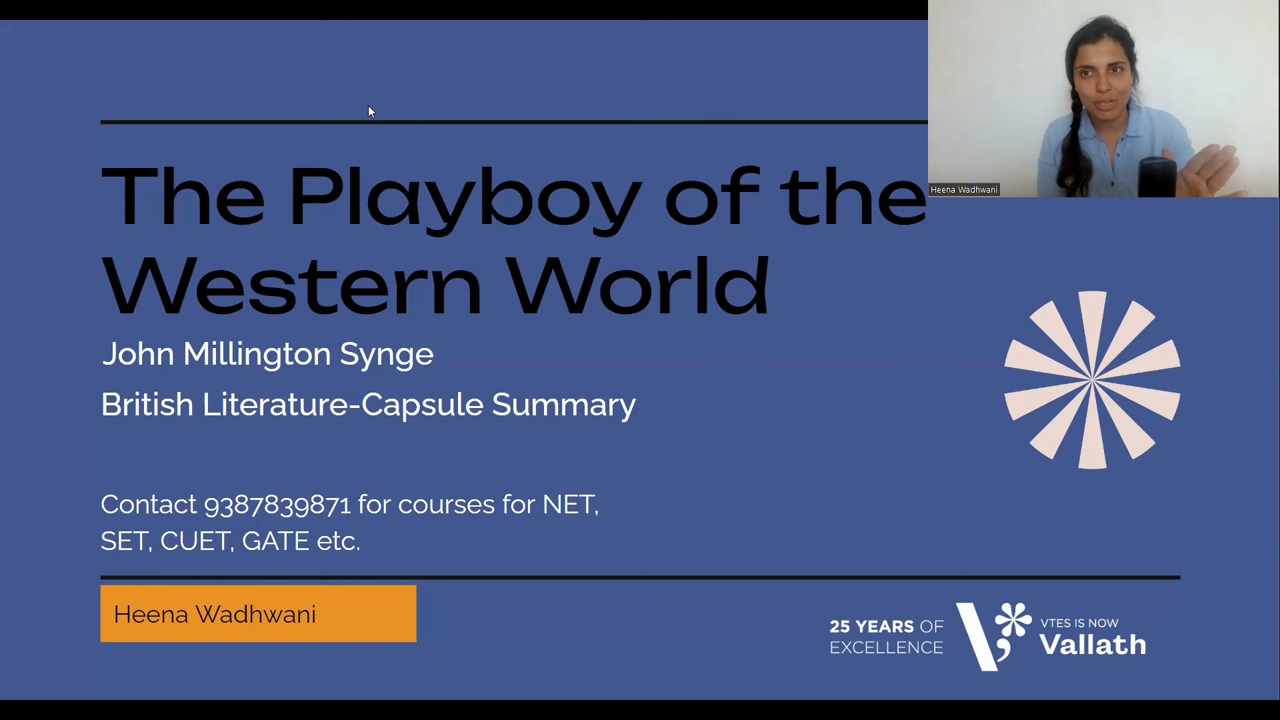 Heena Wadhwani
The Playboy of the
Western World
John Millington Synge
British Literature-Capsule Summary
Contact 9387839871 for courses for NET,
SET, CUET, GATE etc.
Heena Wadhwani
25 YEARS OF
EXCELLENCE
VTES IS NOW
Vallath